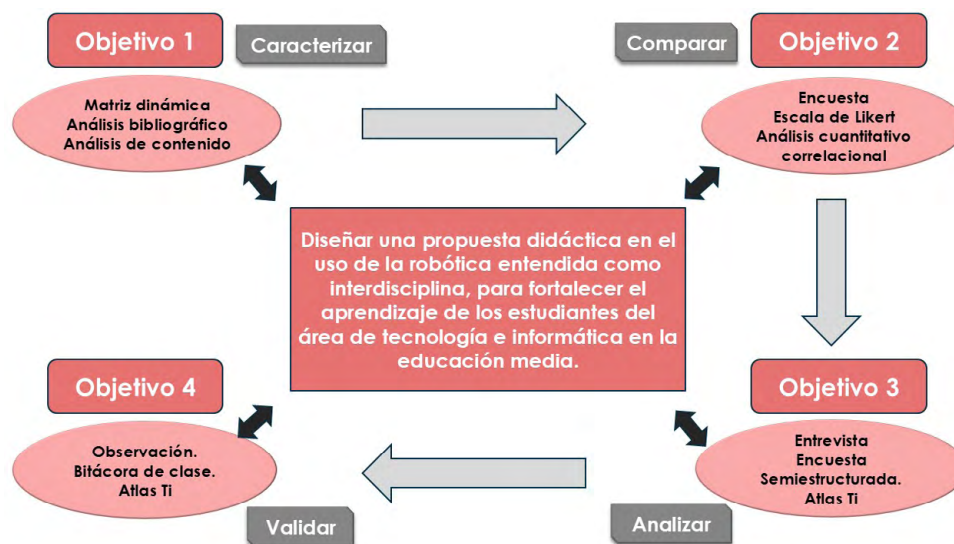 Objetivo 1
Caracterizar
Comparar
Objetivo 2
Matriz dinámica
Análisis bibliográfico
Análisis de contenido
Encuesta
Escala de Likert
Análisis cuantitativo
correlacional
Diseñar una propuesta didáctica en el
uso de la robótica entendida como
interdisciplina, para fortalecer el
aprendizaje de los estudiantes del
área de tecnología e informática en la
educación media.
Objetivo 4
Objetivo 3
Observación.
Bitácora de clase.
Atlas Ti
Entrevista
Encuesta
Semiestructurada.
Atlas Ti
Validar
Analizar